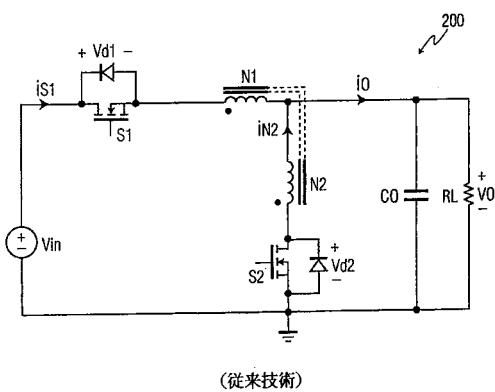 200
+ Vd1 −
iS1
S1
N1
iO
iN2
N2
CO
RL
+
VO
−
+
−
Vin
S2
+
Vd2
−
(従来技術)